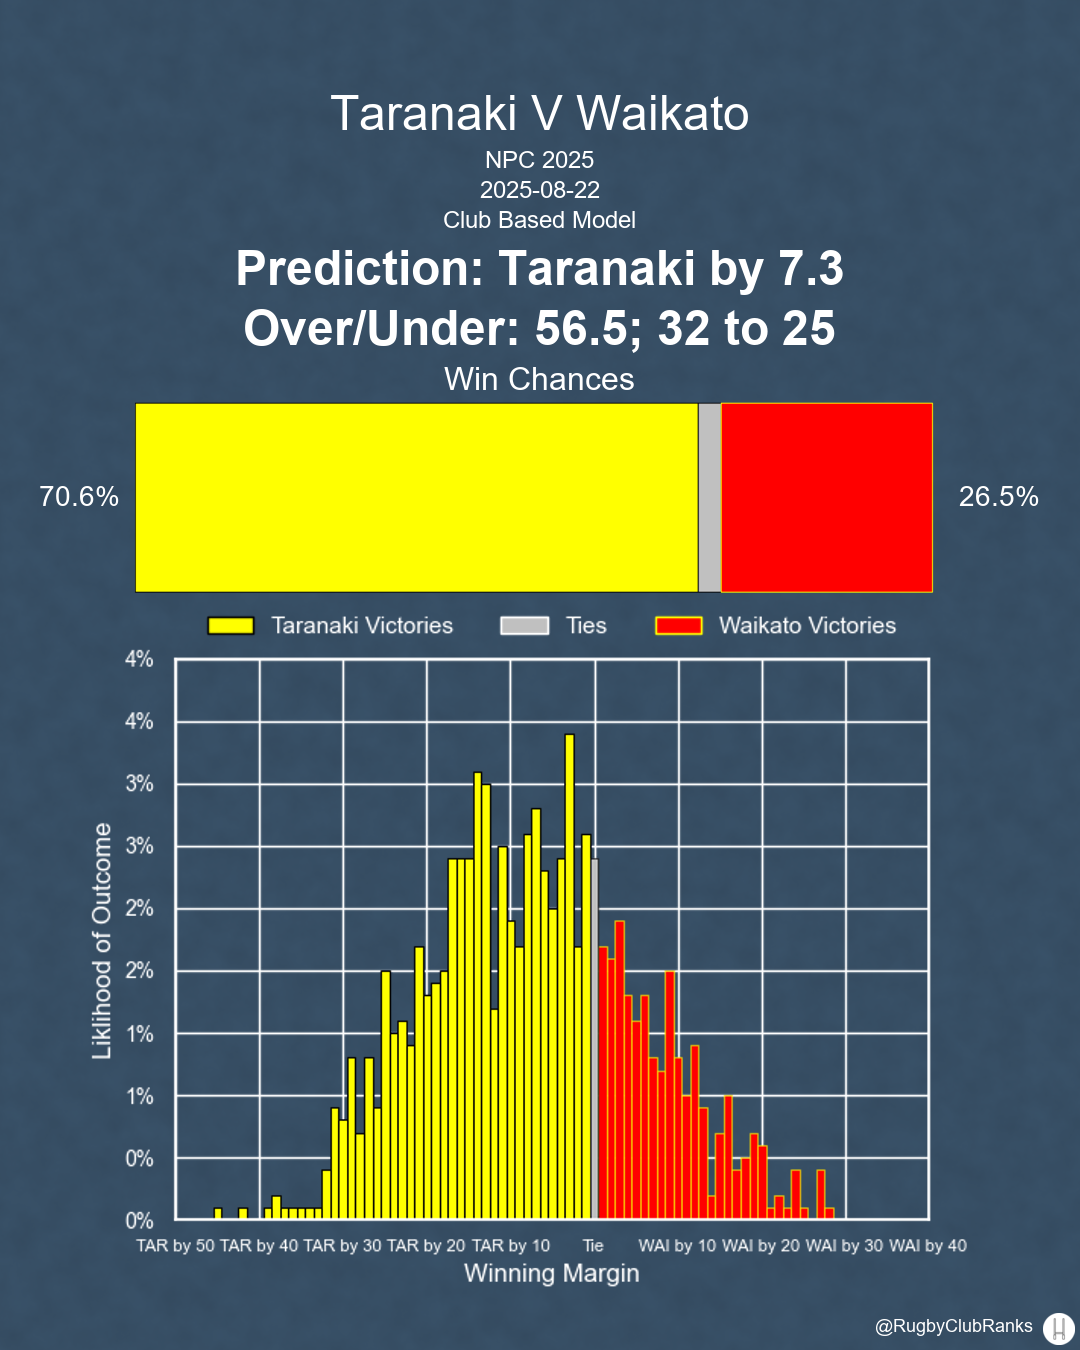 Taranaki V Waikato
NPC 2025
2025-08-22
Club Based Model
Prediction: Taranaki by 7.3
Over/Under: 56.5; 32 to 25
Win Chances
70.6%
26.5%
Taranaki Victories
Ties
Waikato Victories
4%
4%
3%
3%
2%
2%
1%
1%
0%
0%
Liklihood of Outcome
TAR by 50 TAR by 40 TAR by 30 TAR by 20 TAR by 10 Tie WAI by 10 WAI by 20 WAI by 30 WAI by 40
Winning Margin
@RugbyClubRanks